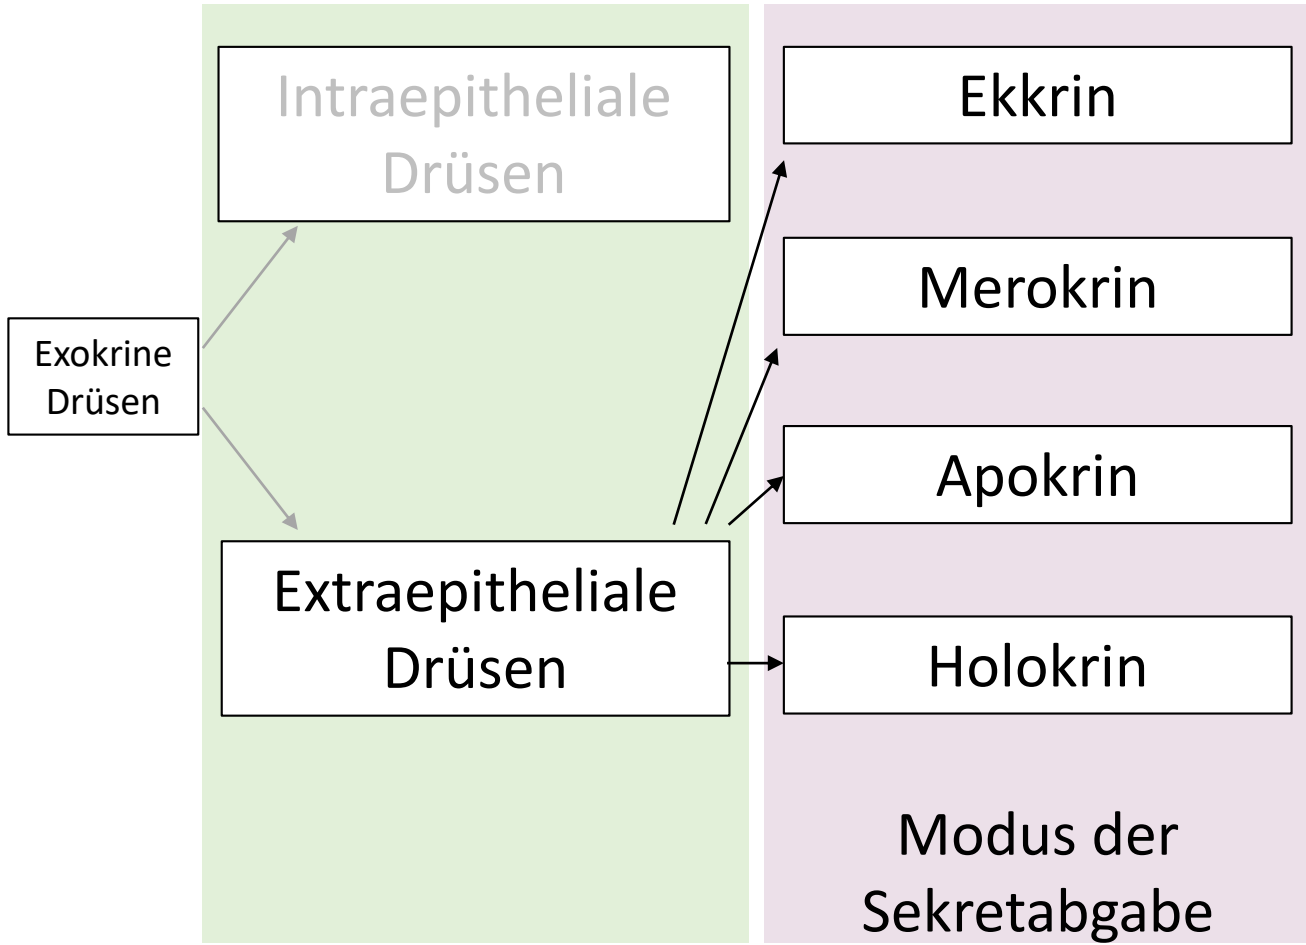 Intraepitheliale
Drüsen
Exokrine
Drüsen
Extraepitheliale
Drüsen
Ekkrin
Merokrin
Apokrin
Holokrin
Modus der
Sekretabgabe